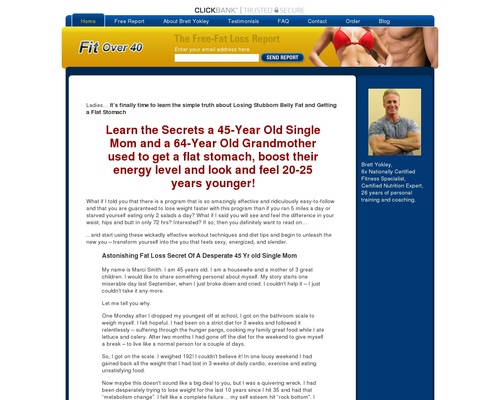 CLICKBANK | TRUSTED SECURE
Home
Free Report
About Brett Yokley
Testimonials
FAQ
Contact
Order
Blog
Fit Over 40
The Free-Fat Loss Report
Enter your email address here
SEND REPORT
Ladies... It's finally time to learn the simple truth about Losing Stubborn Belly Fat and Getting
a Flat Stomach
Learn the Secrets a 45-Year Old Single
Mom and a 64-Year Old Grandmother
used to get a flat stomach, boost their
energy level and look and feel 20-25
years younger!
Brett Yokley,
6x Nationally Certified
Fitness Specialist,
Certified Nutrition Expert,
26 years of personal
training and coaching.
What if I told you that there is a program that is so amazingly effective and ridiculously easy-to-follow
and that you are guaranteed to lose weight faster with this program than if you ran 5 miles a day or
starved yourself eating only 2 salads a day? What if I said you will see and feel the difference in your
waist, hips and butt in only 72 hrs? Interested? If so, then you definitely want to read on…
.. and start using these wickedly effective workout techniques and diet tips and begin to unleash the
new you – transform yourself into the you that feels sexy, energized, and slender.
Astonishing Fat Loss Secret Of A Desperate 45 Yr old Single Mom
My name is Marci Smith. I am 45 years old. I am a housewife and a mother of 3 great
children. I would like to share something personal about myself. My story starts one
miserable day last September, when I just broke down and cried. I couldn't help it – I just
couldn't take it any more.
Let me tell you why.
One Monday after I dropped my youngest off at school, I got on the bathroom scale to
weigh myself. I felt hopeful. I had been on a strict diet for 3 weeks and followed it
relentlessly – suffering through the hunger pangs, cooking my family great food while I ate
lettuce and celery. After two months I had gone off the diet for the weekend to give myself
a break – to live like a normal person for a couple of days.
So, I got on the scale. I weighed 192! I couldn't believe it! In one lousy weekend I had
gained back all the weight that I had lost in 3 weeks of daily cardio, exercise and eating
unsatisfying food.
Now maybe this doesn't sound like a big deal to you, but I was a quivering wreck. I had
been desperately trying to lose weight for the last 10 years since I hit 35 and had that
"metabolism change". I felt like a complete failure… my self esteem hit "rock bottom". I